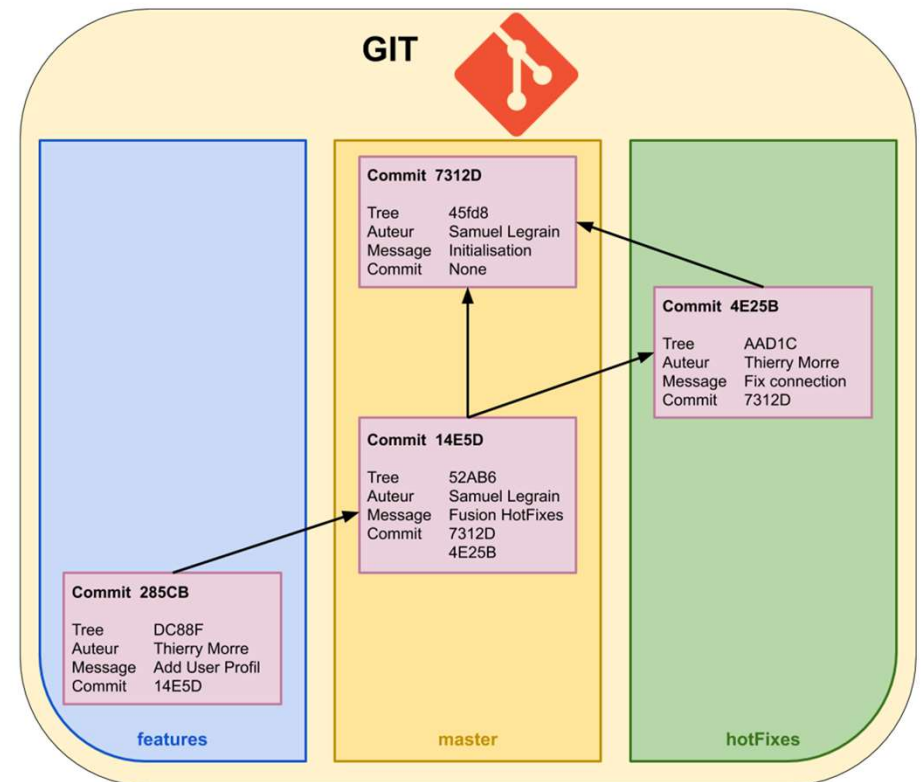 GIT
Commit 7312D
Tree 45fd8
Auteur Samuel Legrain
Message Initialisation
Commit None
Commit 4E25B
Tree AAD1C
Auteur Thierry Morre
Message Fix connection
Commit 7312D
Commit 14E5D
Tree 52AB6
Auteur Samuel Legrain
Message Fusion HotFixes
Commit 7312D
4E25B
Commit 285CB
Tree DC88F
Auteur Thierry Morre
Message Add User Profil
Commit 14E5D
features
master
hotFixes